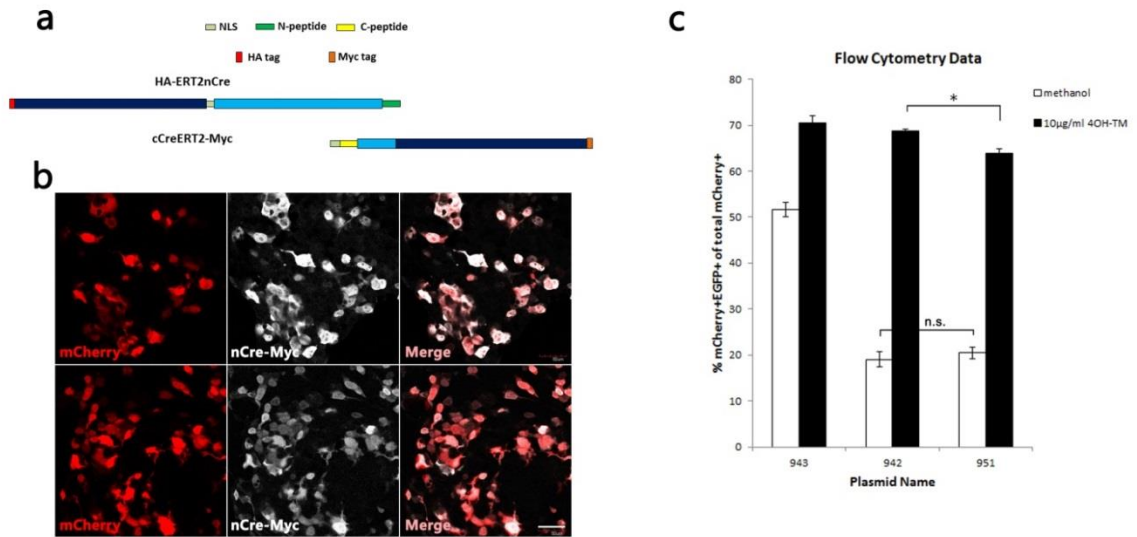 a
NLS N-peptide C-peptide
HA tag Myc tag
HA-ERT2nCre
cCreERT2-Myc
b
mCherry nCre-Myc Merge
mCherry nCre-Myc Merge
c
Flow Cytometry Data
% mCherry+EGFP+ of total mCherry+
80
70
60
50
40
30
20
10
0
*
n.s.
methanol
10µg/ml 4OH-TM
943 942 951
Plasmid Name